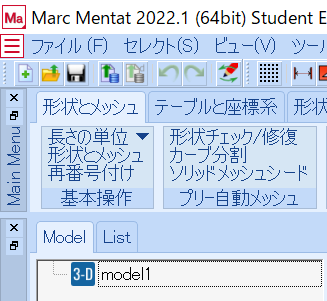 Marc Mentat 2022.1 (64bit) Student E
ファイル (F) セレクト(S) ビュー(V) ツー
形状とメッシュ テーブルと座標系 形状
長さの単位 形状チェック/修復
形状とメッシュ カーブ分割
再番号付け ソリッドメッシュシード
基本操作 プリー自動メッシュ
Main Menu
Model List
3-D model1